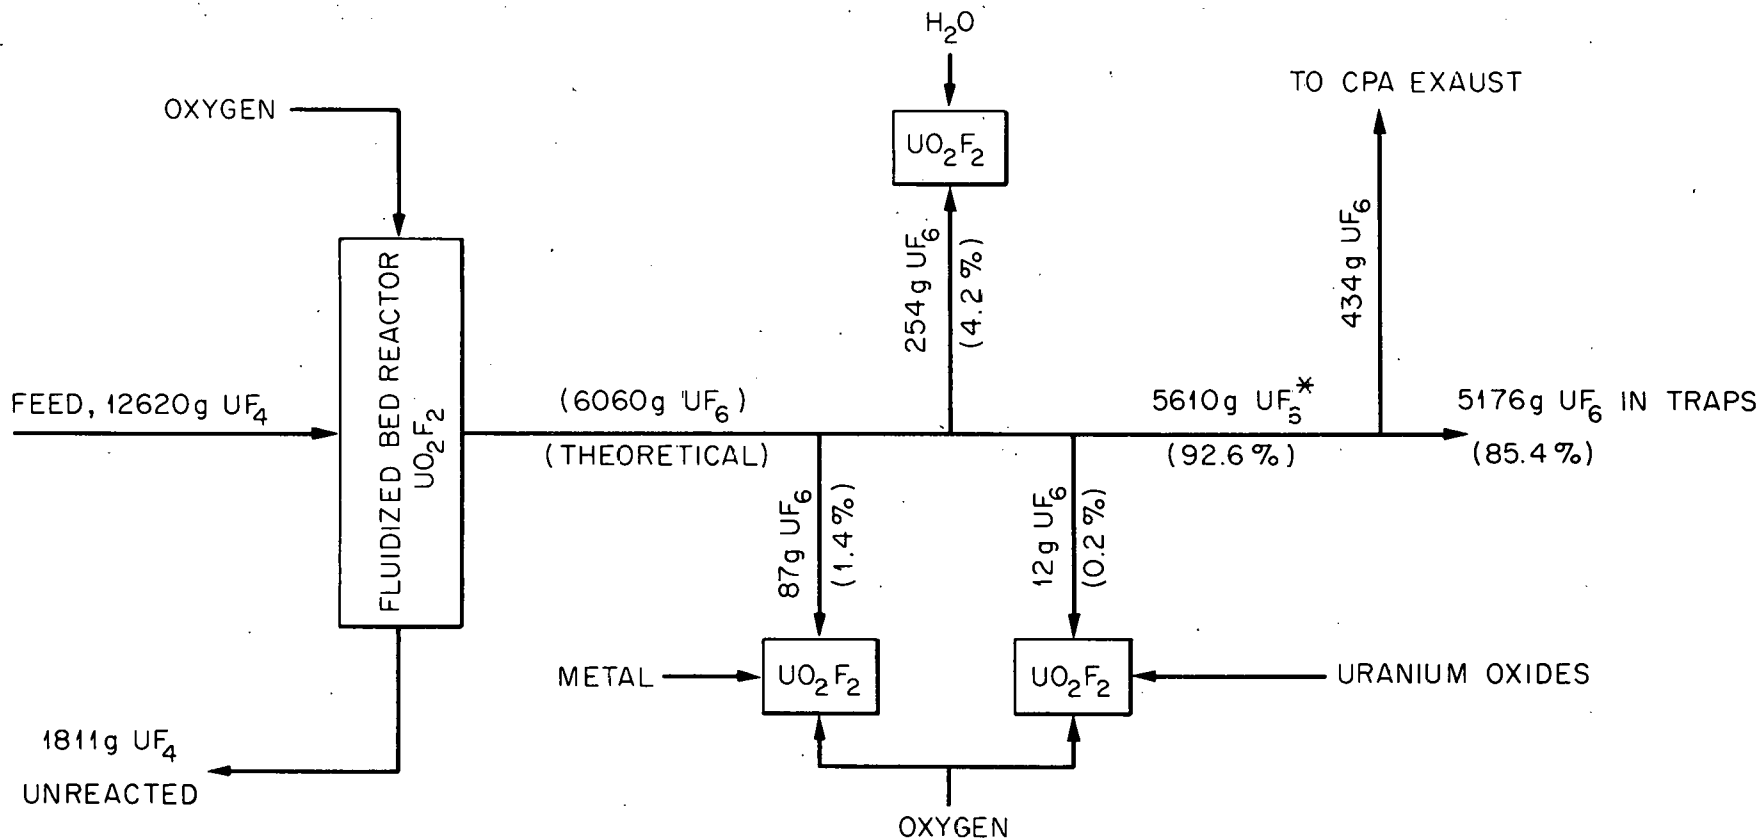 H₂O
TO CPA EXAUST
OXYGEN
UO₂F₂
254g UF₆
(4.2 %)
434g UF₆
FLUIDIZED BED REACTOR
UO₂F₂
FEED, 12620g UF₄
(6060g UF₆)
(THEORETICAL)
5610g UF₆*
(92.6 %)
5176g UF₆ IN TRAPS
(85.4 %)
87g UF₆
(1.4 %)
12g UF₆
(0.2 %)
METAL
UO₂F₂
UO₂F₂
URANIUM OXIDES
1811g UF₄
UNREACTED
OXYGEN